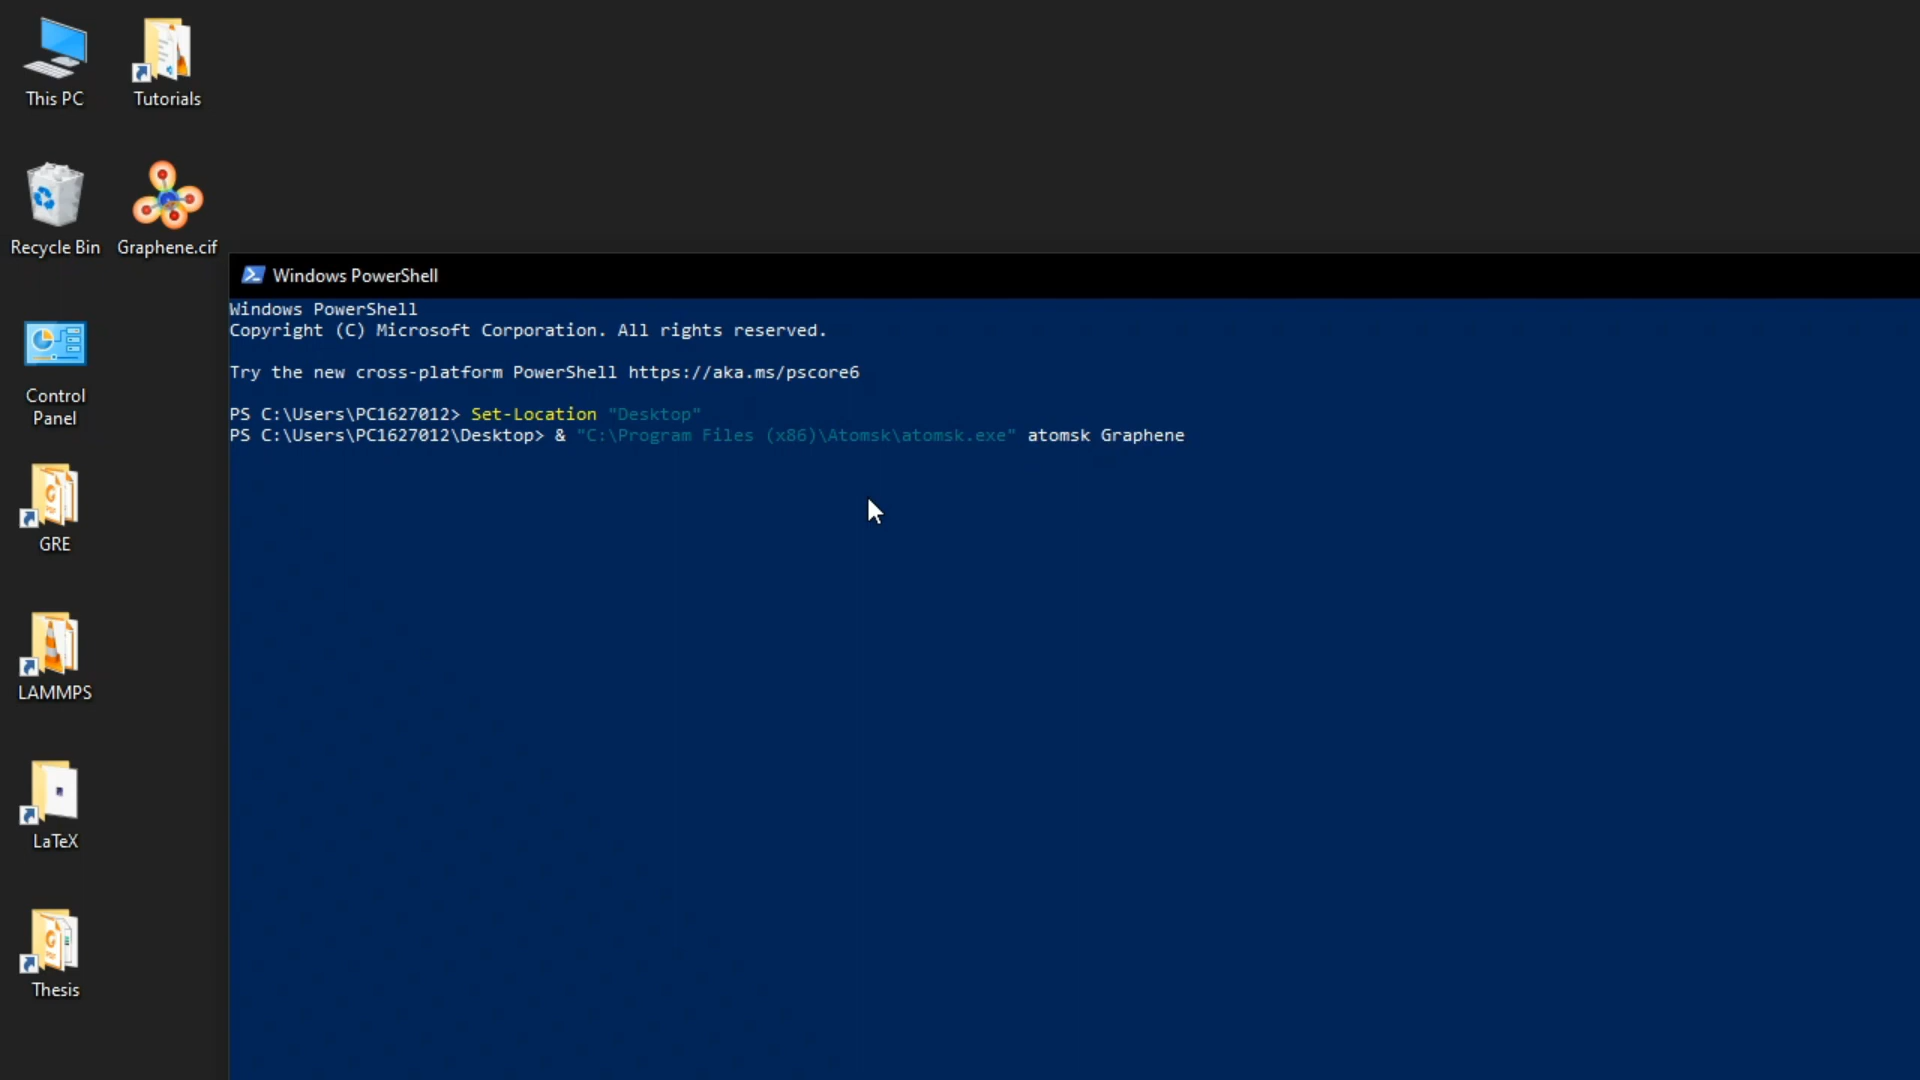 This PC
Tutorials
Recycle Bin
Graphene.cif
Control
Panel
GRE
LAMMPS
LaTeX
Thesis
Windows PowerShell
Windows PowerShell
Copyright (C) Microsoft Corporation. All rights reserved.
Try the new cross-platform PowerShell https://aka.ms/pscore6
PS C:\Users\PC1627012> Set-Location "Desktop"
PS C:\Users\PC1627012\Desktop> & "C:\Program Files (x86)\Atomsk\atomsk.exe" atomsk Graphene